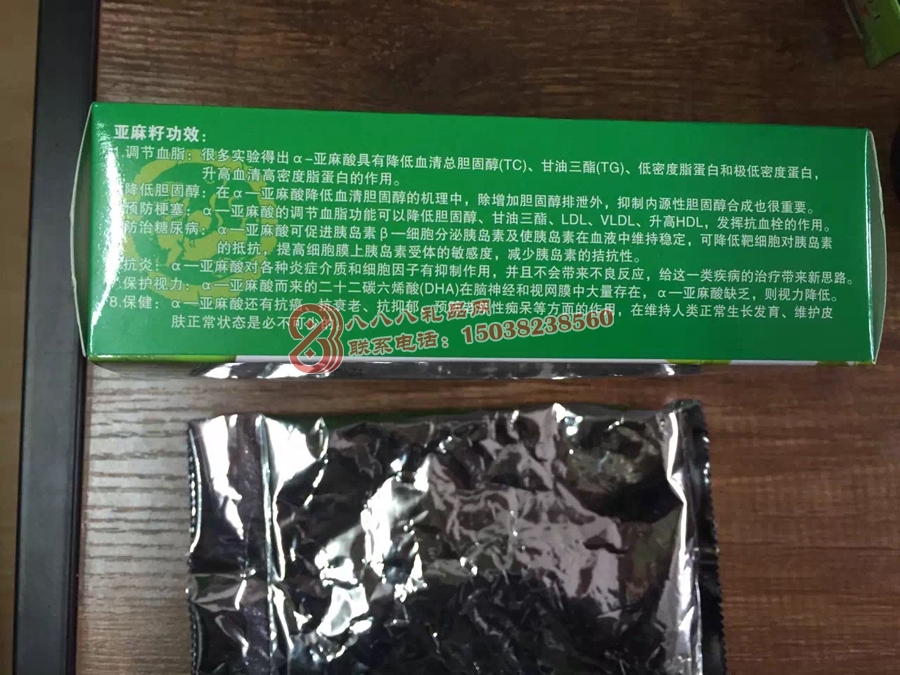 亚麻籽功效：
1.调节血脂：很多实验得出α-亚麻酸具有降低血清总胆固醇(TC)、甘油三酯(TG)、低密度脂蛋白和极低密度蛋白，
升高血清高密度脂蛋白的作用。
降低胆固醇：在α—亚麻酸降低血清胆固醇的机理中，除增加胆固醇排泄外，抑制内源性胆固醇合成也很重要。
预防梗塞：α—亚麻酸的调节血脂功能可以降低胆固醇、甘油三酯、LDL、VLDL、升高HDL，发挥抗血栓的作用。
防治糖尿病：α—亚麻酸可促进胰岛素β—细胞分泌胰岛素及使胰岛素在血液中维持稳定，可降低靶细胞对胰岛素
的抵抗，提高细胞膜上胰岛素受体的敏感度，减少胰岛素的拮抗性。
抗炎：α—亚麻酸对各种炎症介质和细胞因子有抑制作用，并且不会带来不良反应，给这一类疾病的治疗带来新思路。
7.保护视力：α—亚麻酸而来的二十二碳六烯酸(DHA)在脑神经和视网膜中大量存在，α—亚麻酸缺乏，则视力降低。
8.保健：α—亚麻酸还有抗癌、抗衰老、抗抑郁、预防老年性痴呆等方面的作用，在维持人类正常生长发育、维护皮
肤正常状态是必不可少
八八八礼品网
联系电话：15038238560